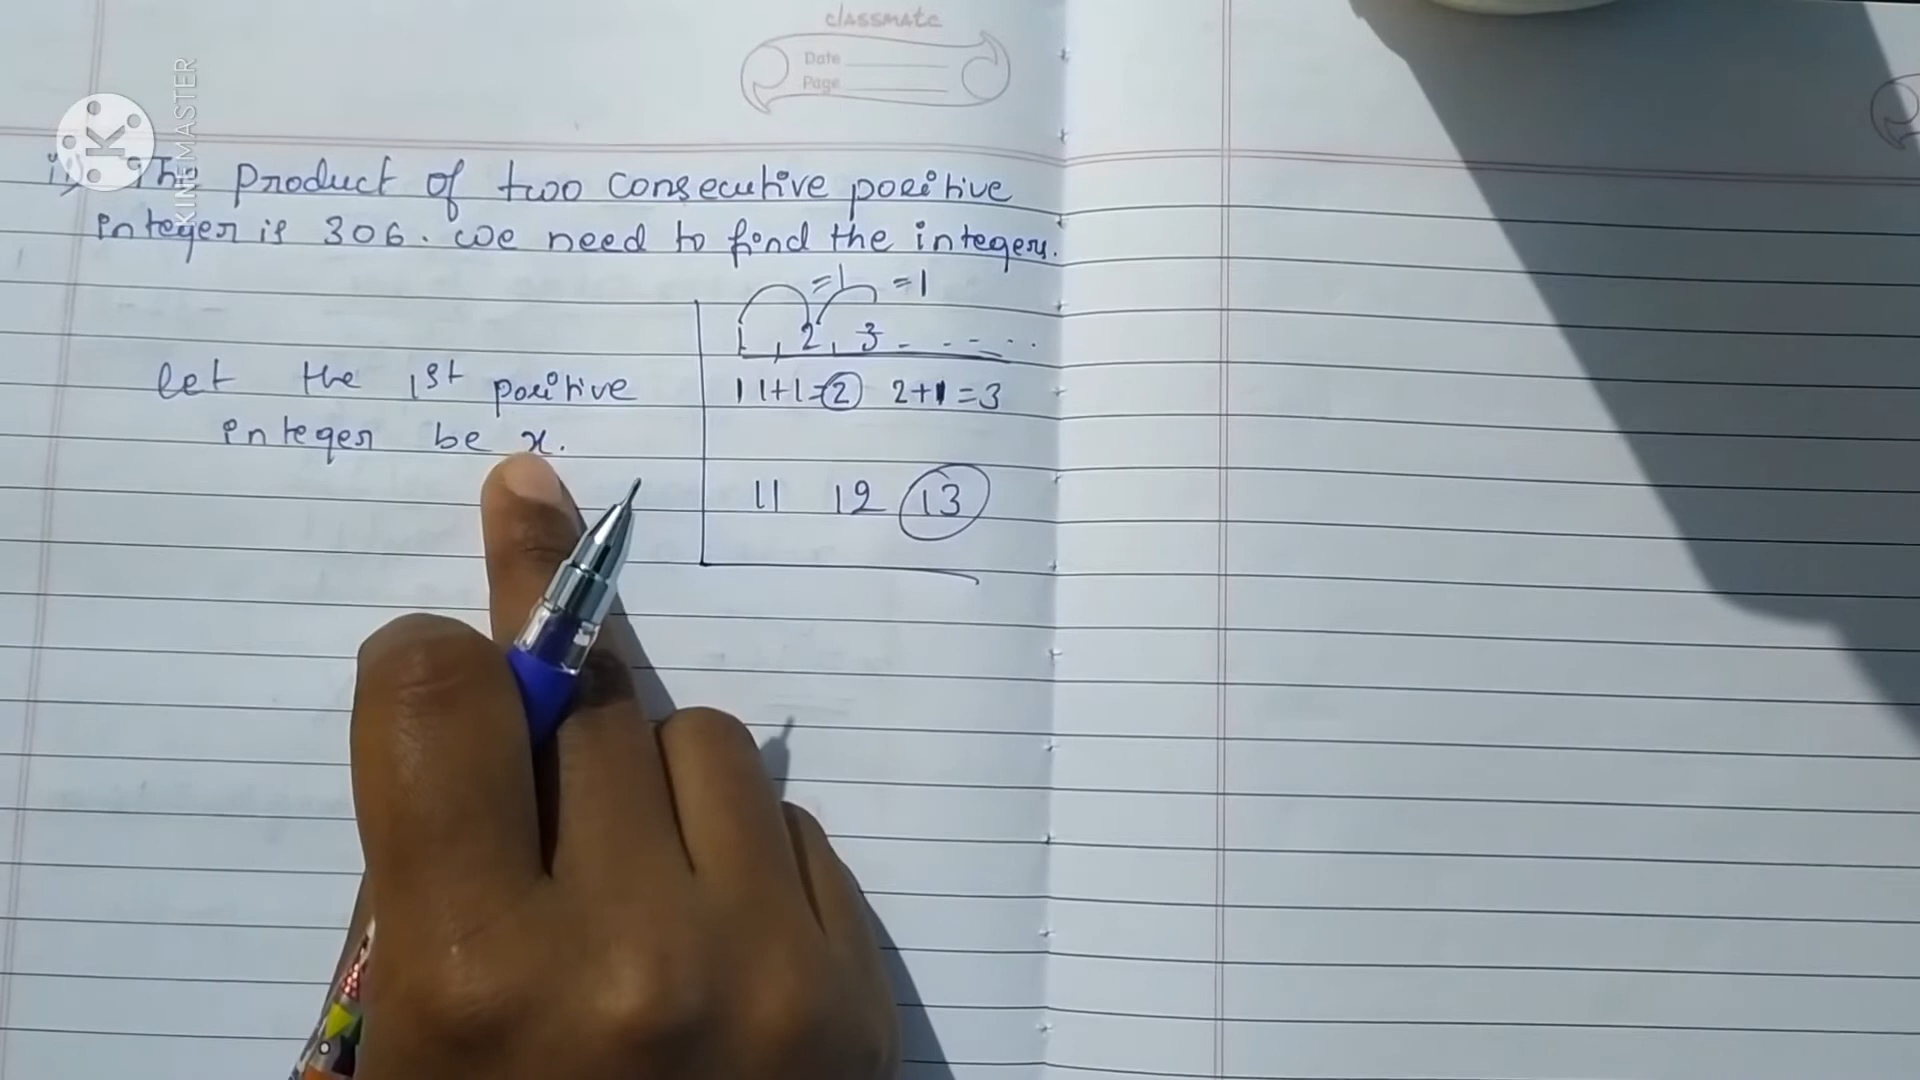 classmate
Date
Page
KINEMASTER
ii) The product of two consecutive positive
integer is 306. we need to find the integers.
=1 =1
1, 2, 3 - - - - - . .
let the 1st positive
integer be x.
1 1+1=2 2+1=3
11 12 13